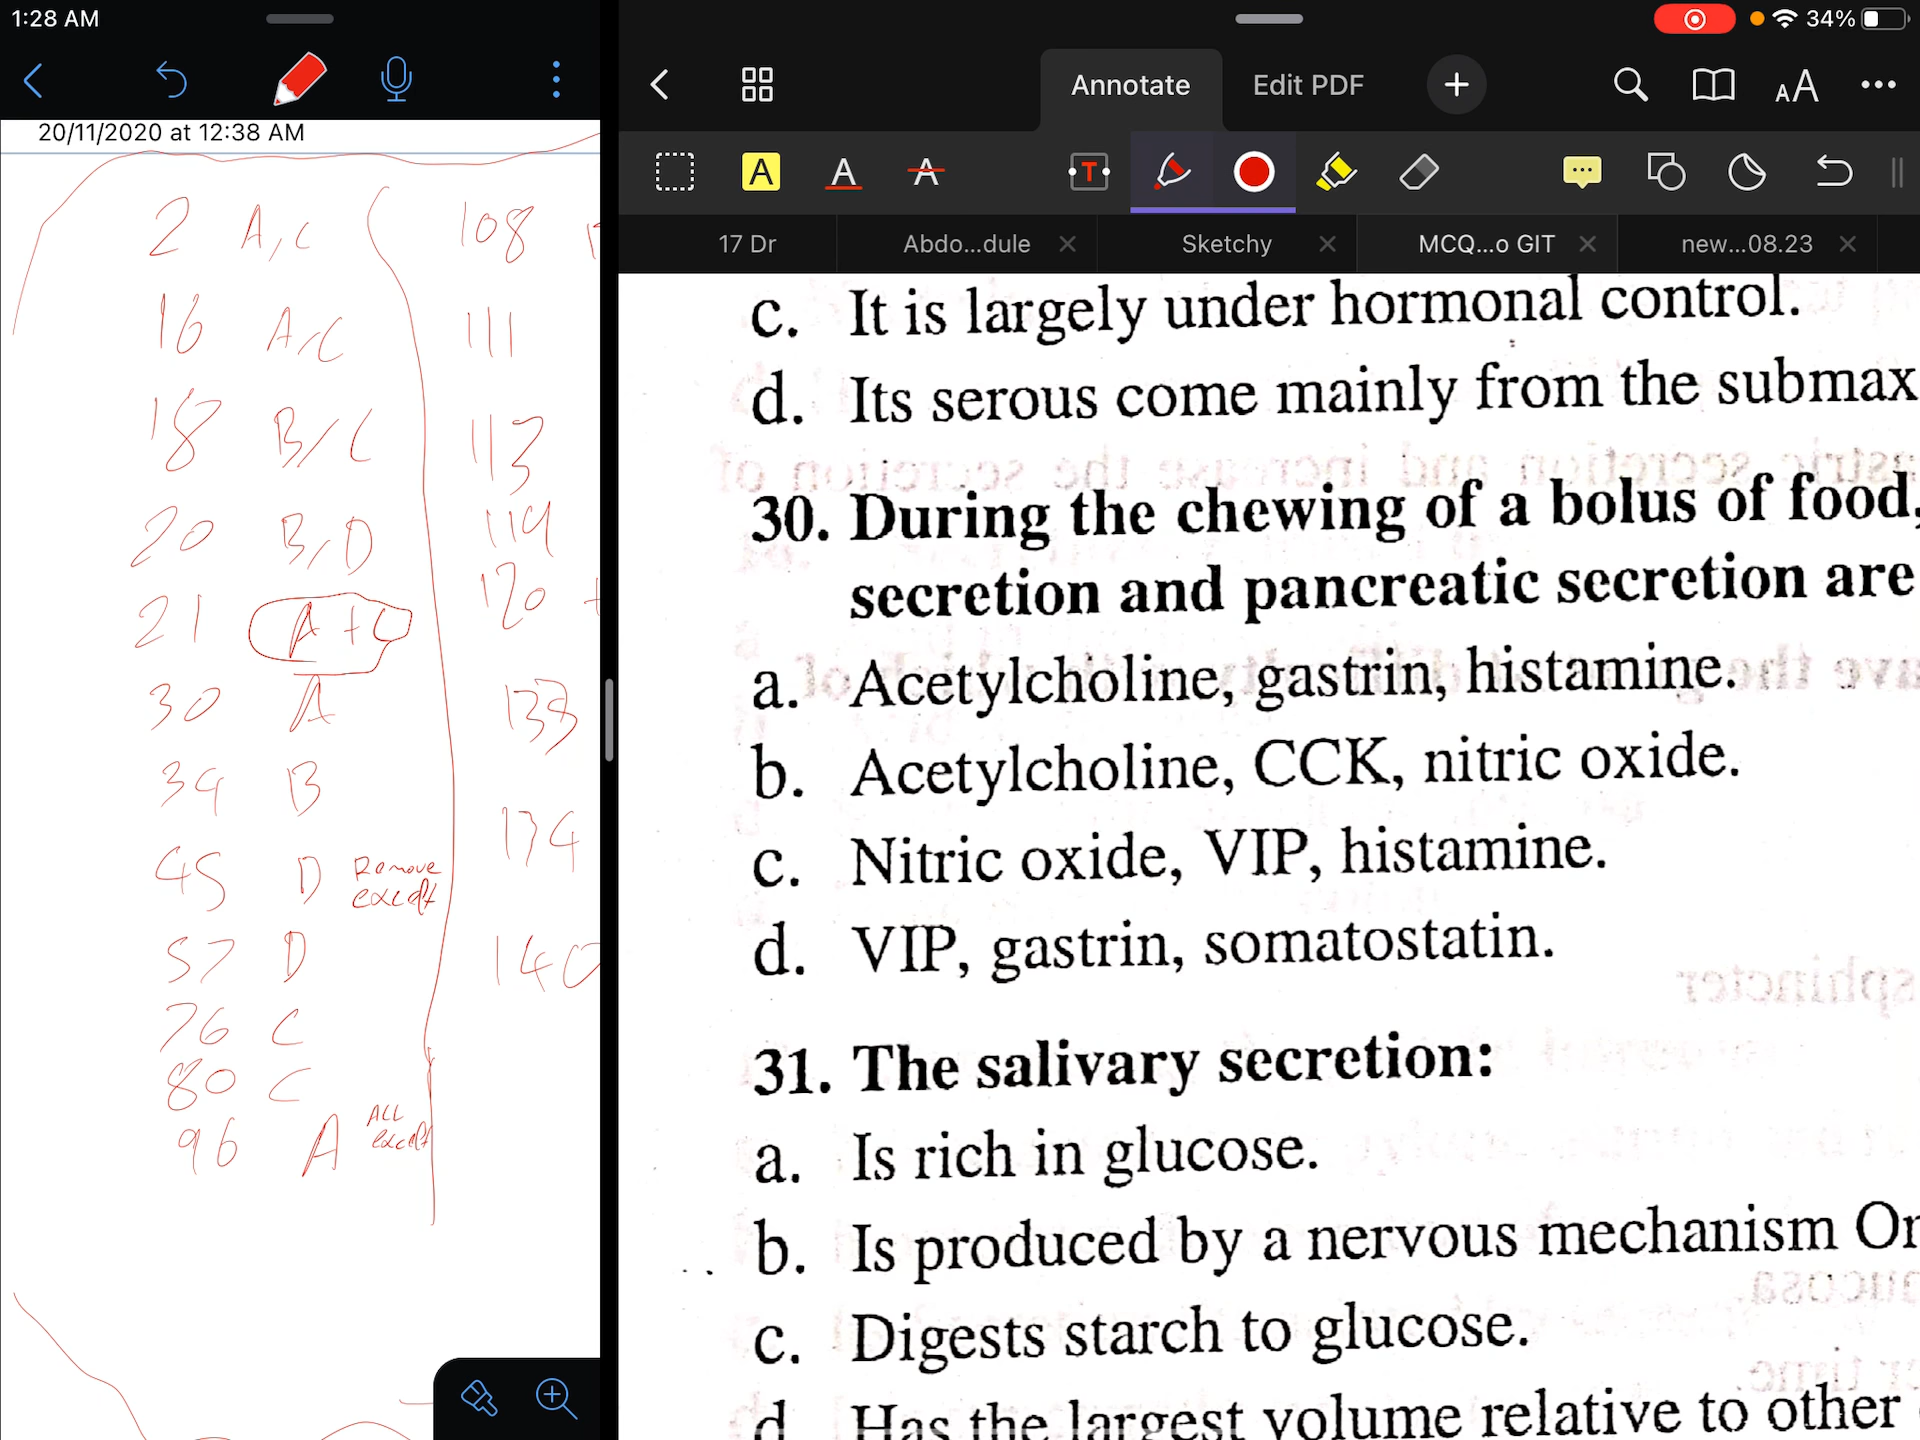 1:28 AM
34%
Annotate
Edit PDF
AA
A
A
A
T
17 Dr
Abdo...dule
Sketchy
MCQ...o GIT
new...08.23
20/11/2020 at 12:38 AM
2 A,C
16 A,C
18 B/C
20 B,D
21 A+C
30 A
34 B
45 D Remove except
57 D
76 C
80 C
96 A ALL except
108
111
113
114
120
133
134
140
c. It is largely under hormonal control.
d. Its serous come mainly from the submax
30. During the chewing of a bolus of food,
secretion and pancreatic secretion are
a. Acetylcholine, gastrin, histamine.
b. Acetylcholine, CCK, nitric oxide.
c. Nitric oxide, VIP, histamine.
d. VIP, gastrin, somatostatin.
31. The salivary secretion:
a. Is rich in glucose.
b. Is produced by a nervous mechanism On
c. Digests starch to glucose.
d Has the largest volume relative to other